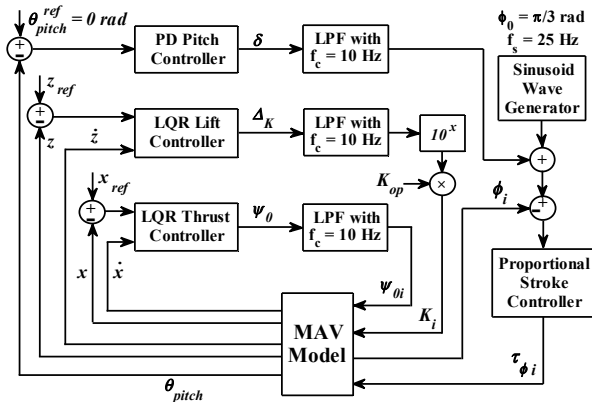 θ_pitch^ref = 0 rad
PD Pitch
Controller
δ
LPF with
f_c = 10 Hz
ϕ_0 = π/3 rad
f_s = 25 Hz
Sinusoid
Wave
Generator
z_ref
z
ż
LQR Lift
Controller
Δ_K
LPF with
f_c = 10 Hz
10^x
K_op
×
+
ϕ_i
x_ref
x
ẋ
LQR Thrust
Controller
ψ_0
LPF with
f_c = 10 Hz
ψ_0i
K_i
Proportional
Stroke
Controller
MAV
Model
τ_ϕ i
θ_pitch